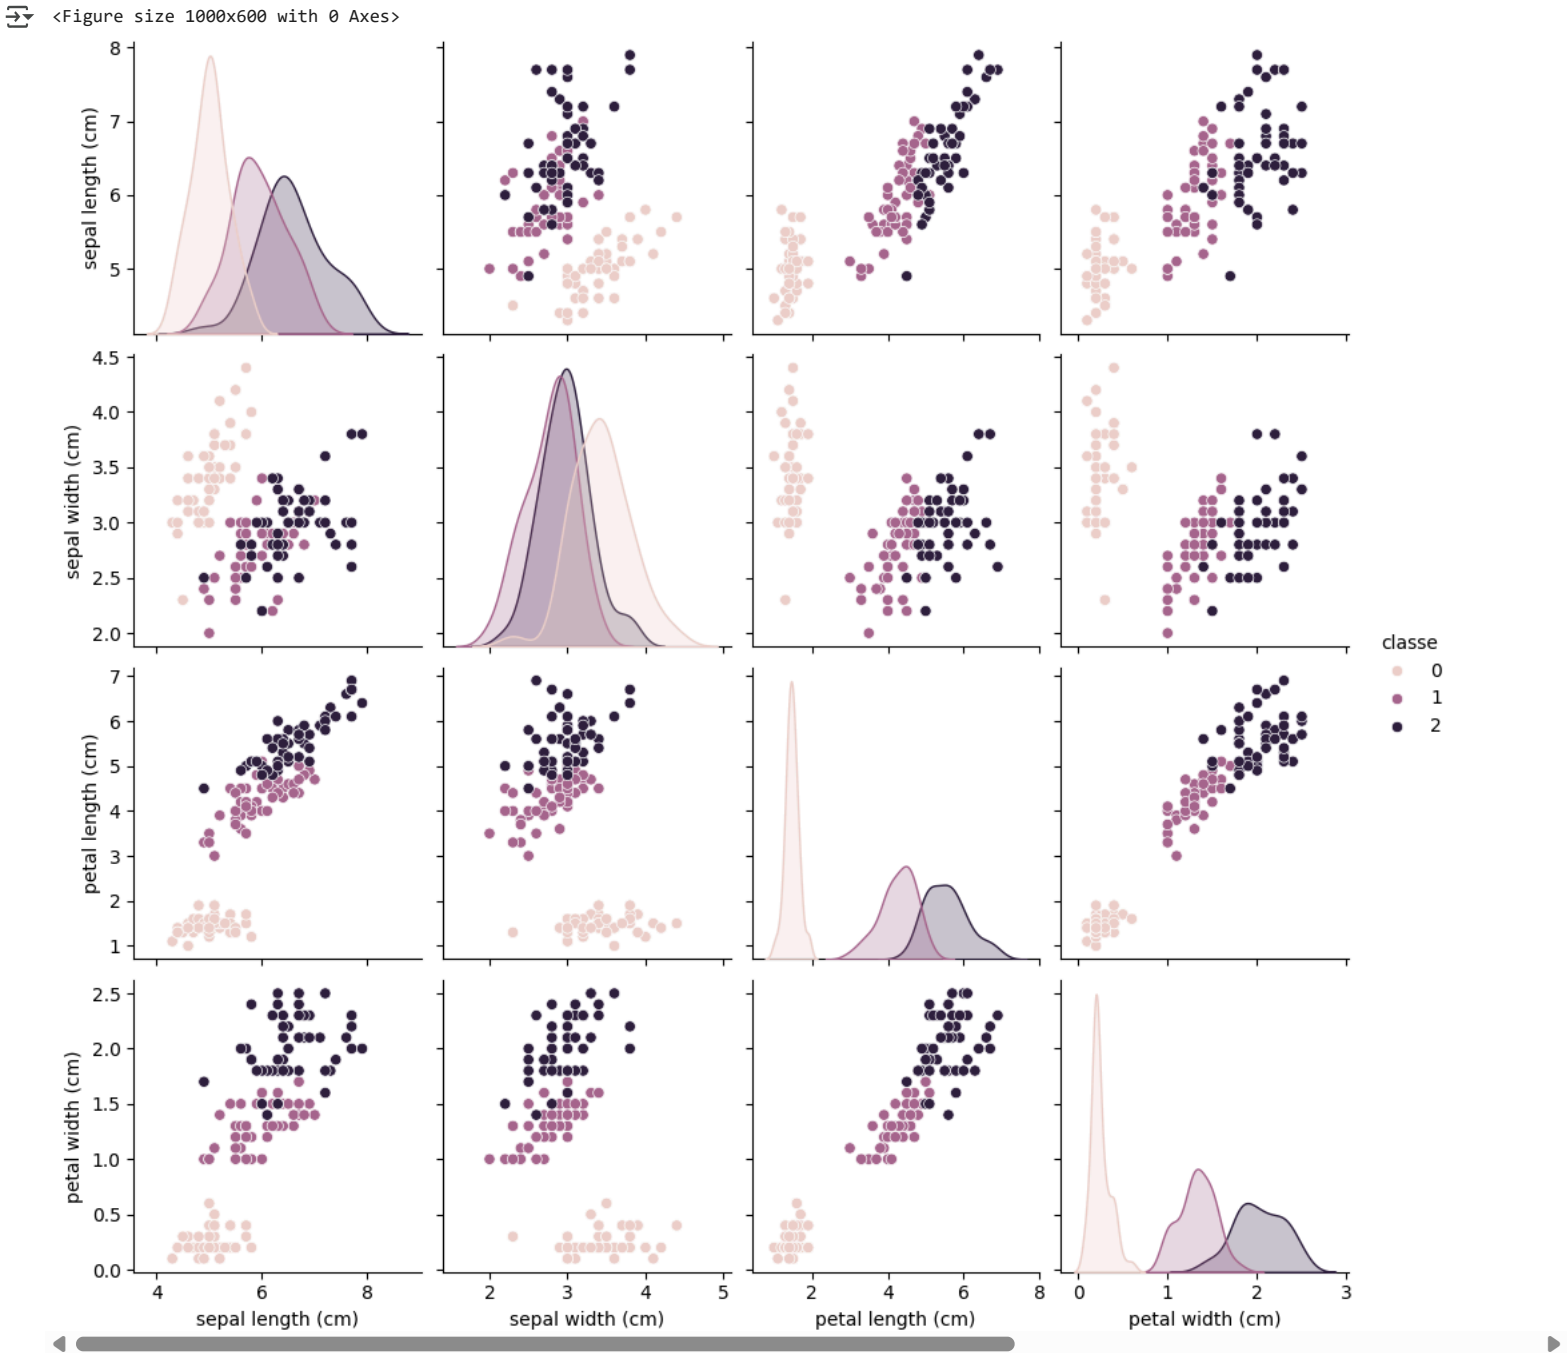 <Figure size 1000x600 with 0 Axes>
8
7
6
5
sepal length (cm)
4.5
4.0
3.5
3.0
2.5
2.0
sepal width (cm)
classe
0
1
2
7
6
5
4
3
2
1
petal length (cm)
2.5
2.0
1.5
1.0
0.5
0.0
petal width (cm)
4 6 8
2 3 4 5
2 4 6 8
0 1 2 3
sepal length (cm)
sepal width (cm)
petal length (cm)
petal width (cm)